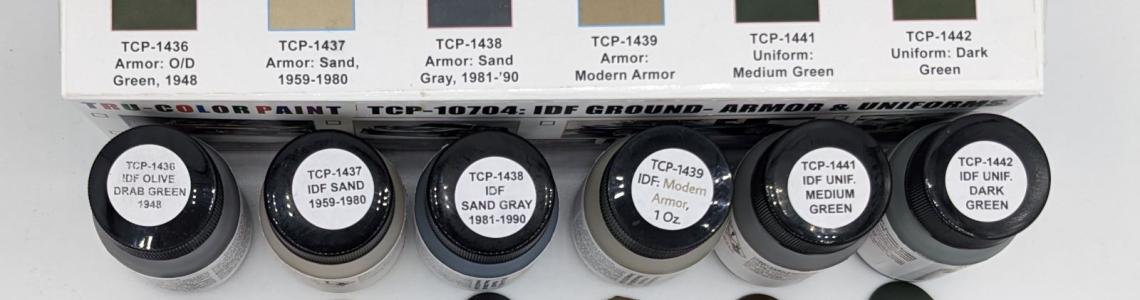 TCP-1436
Armor: O/D
Green, 1948
TCP-1437
Armor: Sand,
1959-1980
TCP-1438
Armor: Sand
Gray, 1981-'90
TCP-1439
Armor:
Modern Armor
TCP-1441
Uniform:
Medium Green
TCP-1442
Uniform: Dark
Green
TRU-COLOR PAINT TCP-10704: IDF GROUND- ARMOR & UNIFORMS
TCP-1436
IDF OLIVE
DRAB GREEN
1948
TCP-1437
IDF SAND
1959-1980
TCP-1438
IDF
SAND GRAY
1981-1990
TCP-1439
IDF: Modern
Armor,
1 Oz.
TCP-1441
IDF UNIF.
MEDIUM
GREEN
TCP-1442
IDF UNIF.
DARK
GREEN